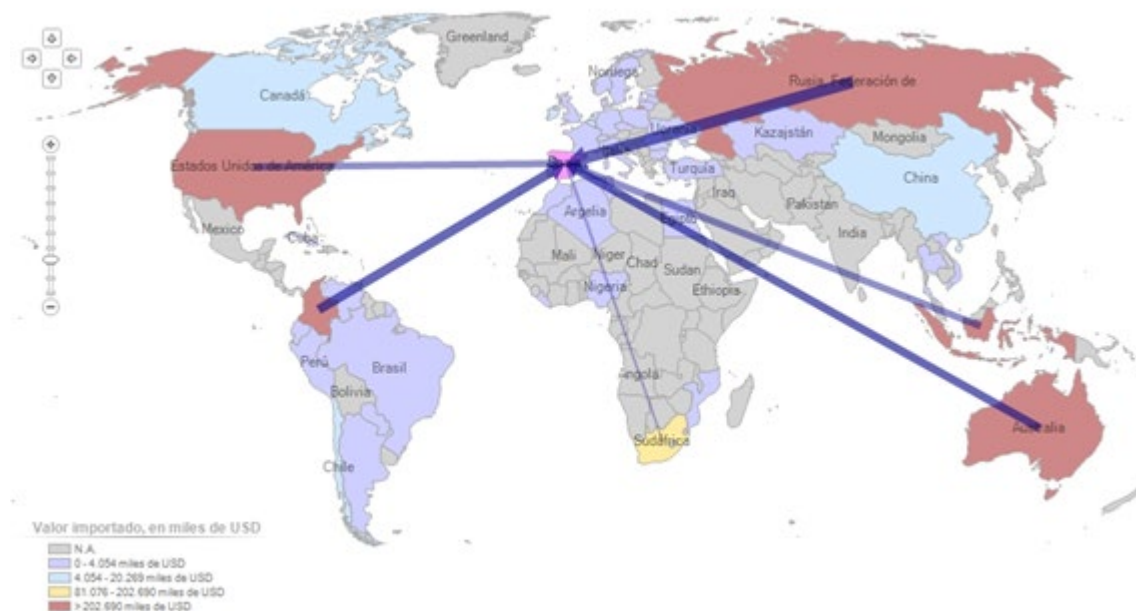 Greenland
Noruega
Rusia, Federación de
Canadá
Ucrania
Kazajstán
Mongolia
Estados Unidos de América
Italia
Turquía
China
Iraq
Pakistán
Mexico
Cuba
Argelia
Egipto
India
Mali
Niger
Chad
Sudan
Nigeria
Ethiopia
Perú
Brasil
Bolivia
Angola
Chile
Sudáfrica
Australia
Valor importado, en miles de USD
N.A.
0 - 4.054 miles de USD
4.054 - 20.269 miles de USD
81.076 - 202.690 miles de USD
> 202.690 miles de USD